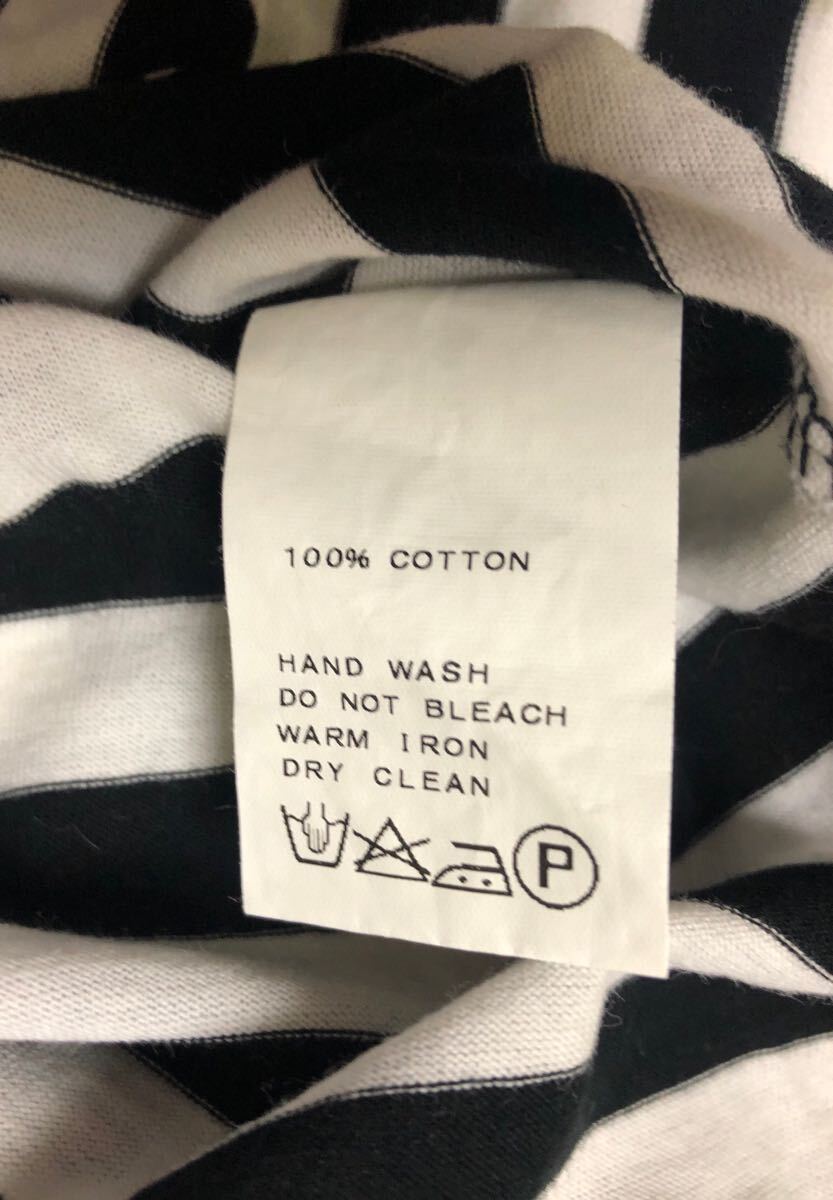 100% COTTON
HAND WASH
DO NOT BLEACH
WARM IRON
DRY CLEAN
P